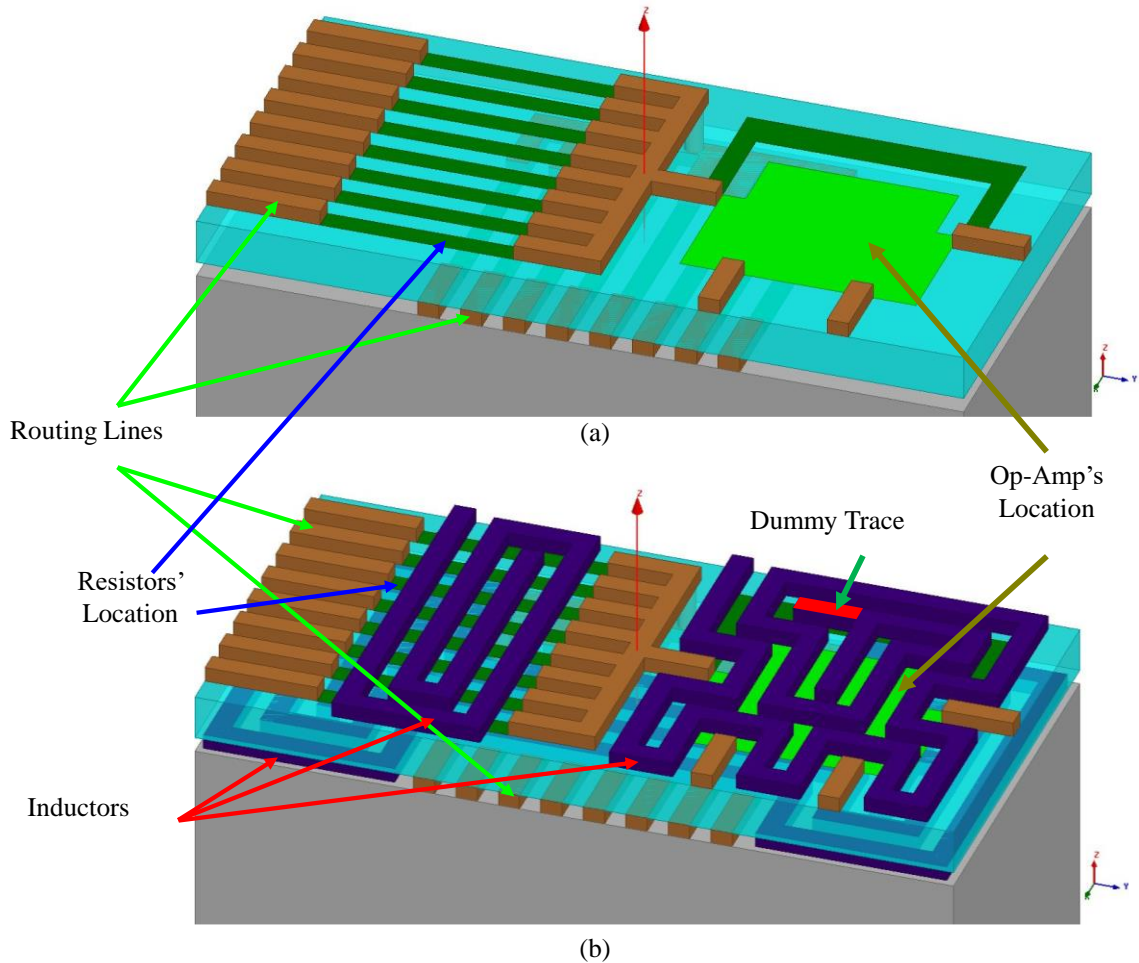 Z
Z
Y
X
Routing Lines
(a)
Op-Amp's
Location
Z
Dummy Trace
Resistors'
Location
Inductors
Z
Y
X
(b)